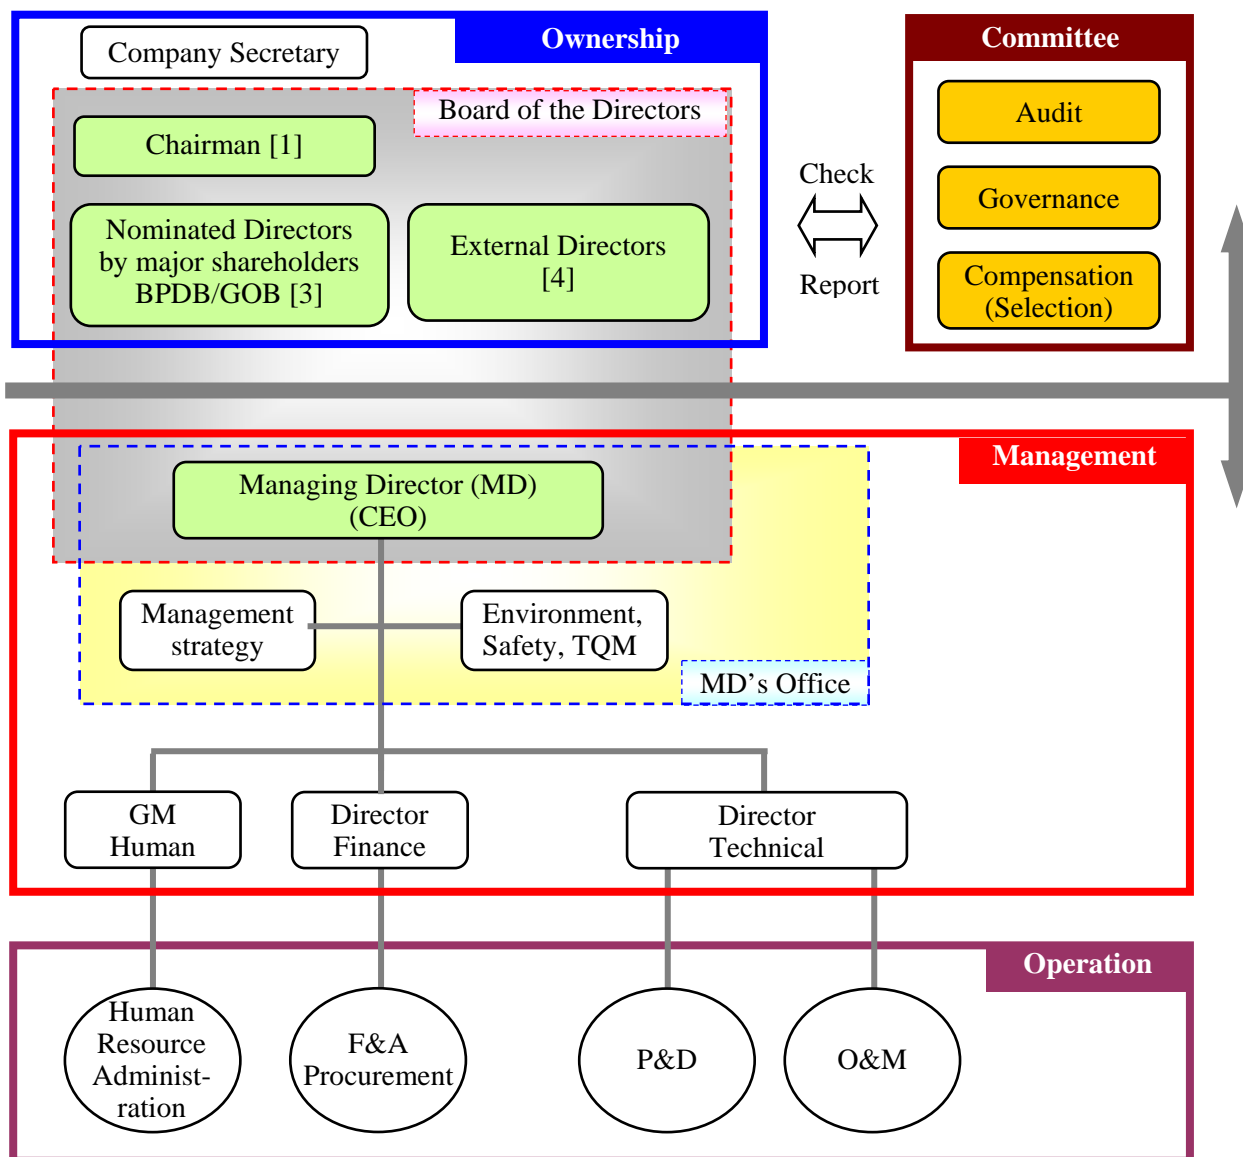 Ownership
Company Secretary
Board of the Directors
Chairman [1]
Nominated Directors
by major shareholders
BPDB/GOB [3]
External Directors
[4]
Check
Report
Committee
Audit
Governance
Compensation
(Selection)
Management
Managing Director (MD)
(CEO)
Management
strategy
Environment,
Safety, TQM
MD’s Office
GM
Human
Director
Finance
Director
Technical
Operation
Human
Resource
Administ-
ration
F&A
Procurement
P&D
O&M